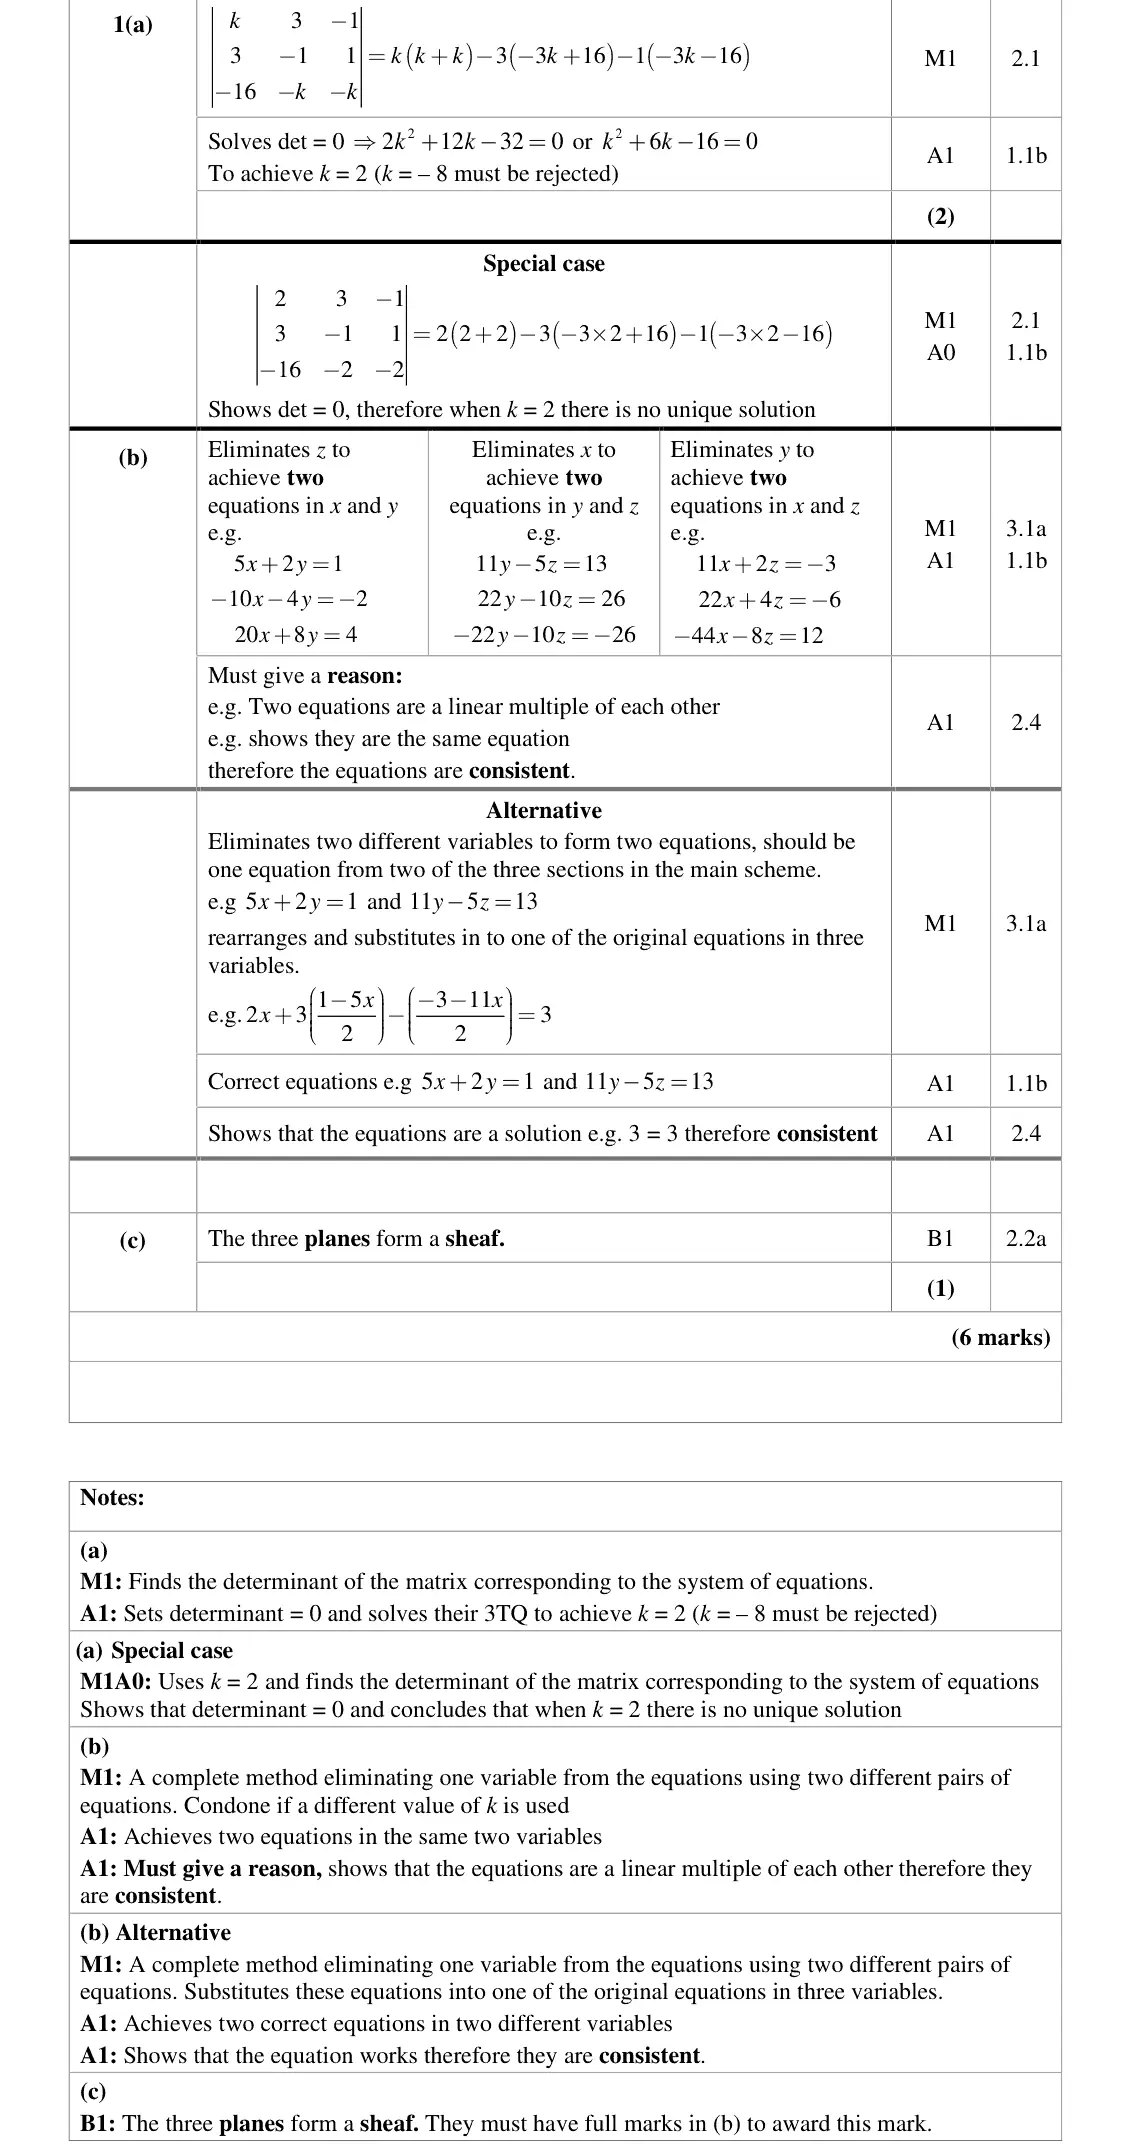 1(a)
| k 3 −1 |
| 3 −1 1 | = k(k + k) − 3(−3k + 16) − 1(−3k − 16)
| −16 −k −k |
M1 2.1
Solves det = 0 ⇒ 2k² + 12k − 32 = 0 or k² + 6k − 16 = 0
To achieve k = 2 (k = – 8 must be rejected)
A1 1.1b
(2)
Special case
| 2 3 −1 |
| 3 −1 1 | = 2(2 + 2) − 3(−3×2 + 16) − 1(−3×2 − 16)
| −16 −2 −2 |
Shows det = 0, therefore when k = 2 there is no unique solution
M1 2.1
A0 1.1b
(b)
Eliminates z to
achieve two
equations in x and y
e.g.
5x + 2y = 1
−10x − 4y = −2
20x + 8y = 4
Eliminates x to
achieve two
equations in y and z
e.g.
11y − 5z = 13
22y − 10z = 26
−22y − 10z = −26
Eliminates y to
achieve two
equations in x and z
e.g.
11x + 2z = −3
22x + 4z = −6
−44x − 8z = 12
M1 3.1a
A1 1.1b
Must give a reason:
e.g. Two equations are a linear multiple of each other
e.g. shows they are the same equation
therefore the equations are consistent.
A1 2.4
Alternative
Eliminates two different variables to form two equations, should be
one equation from two of the three sections in the main scheme.
e.g 5x + 2y = 1 and 11y − 5z = 13
rearranges and substitutes in to one of the original equations in three
variables.
e.g. 2x + 3((1 − 5x)/2) − ((−3 − 11x)/2) = 3
M1 3.1a
Correct equations e.g 5x + 2y = 1 and 11y − 5z = 13
A1 1.1b
Shows that the equations are a solution e.g. 3 = 3 therefore consistent
A1 2.4
(c)
The three planes form a sheaf.
B1 2.2a
(1)
(6 marks)
Notes:
(a)
M1: Finds the determinant of the matrix corresponding to the system of equations.
A1: Sets determinant = 0 and solves their 3TQ to achieve k = 2 (k = – 8 must be rejected)
(a) Special case
M1A0: Uses k = 2 and finds the determinant of the matrix corresponding to the system of equations
Shows that determinant = 0 and concludes that when k = 2 there is no unique solution
(b)
M1: A complete method eliminating one variable from the equations using two different pairs of
equations. Condone if a different value of k is used
A1: Achieves two equations in the same two variables
A1: Must give a reason, shows that the equations are a linear multiple of each other therefore they
are consistent.
(b) Alternative
M1: A complete method eliminating one variable from the equations using two different pairs of
equations. Substitutes these equations into one of the original equations in three variables.
A1: Achieves two correct equations in two different variables
A1: Shows that the equation works therefore they are consistent.
(c)
B1: The three planes form a sheaf. They must have full marks in (b) to award this mark.